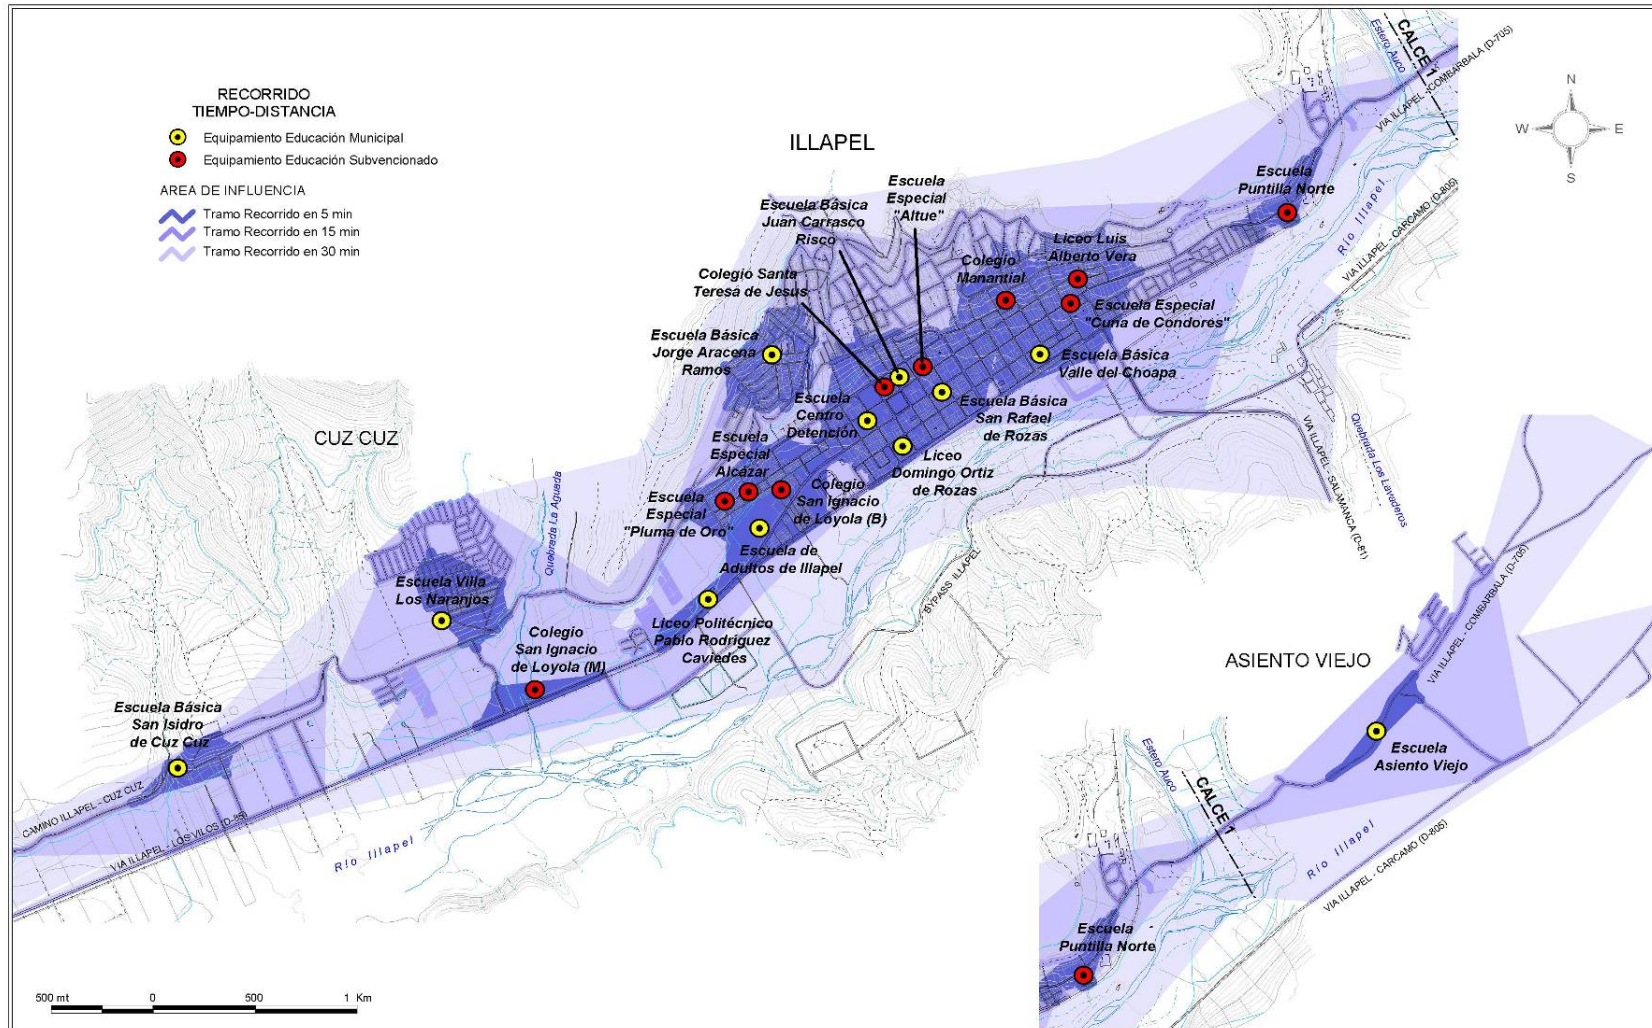 RECORRIDO
TIEMPO-DISTANCIA
Equipamiento Educación Municipal
Equipamiento Educación Subvencionado
AREA DE INFLUENCIA
Tramo Recorrido en 5 min
Tramo Recorrido en 15 min
Tramo Recorrido en 30 min
ILLAPEL
CUZ CUZ
ASIENTO VIEJO
N
W
E
S
Estero Auco
CALCE 1
VIA ILLAPEL - COMBARBALA (D-705)
Río Illapel
VIA ILLAPEL - CARCAMO (D-805)
Escuela
Puntilla Norte
Escuela
Especial
"Altue"
Escuela Básica
Juan Carrasco
Risco
Colegio Santa
Teresa de Jesus
Colegio
Manantial
Liceo Luis
Alberto Vera
Escuela Especial
"Cuna de Condores"
Escuela Básica
Jorge Aracena
Ramos
Escuela Básica
Valle del Choapa
Escuela
Centro
Detención
Escuela Básica
San Rafael
de Rozas
Escuela
Especial
Alcázar
Liceo
Domingo Ortiz
de Rozas
Escuela
Especial
"Pluma de Oro"
Colegio
San Ignacio
de Loyola (B)
Escuela de
Adultos de Illapel
Quebrada La Aguada
VIA ILLAPEL - SALAMANCA (D-81)
Quebrada Los Lavaderos
BYPASS ILLAPEL
Escuela Villa
Los Naranjos
Colegio
San Ignacio
de Loyola (M)
Liceo Politécnico
Pablo Rodríguez
Caviedes
Escuela Básica
San Isidro
de Cuz Cuz
CAMINO ILLAPEL - CUZ CUZ
VIA ILLAPEL - LOS VILOS (D-85)
Río Illapel
VIA ILLAPEL - COMBARBALA (D-705)
Escuela
Asiento Viejo
Estero Auco
CALCE 1
Río Illapel
VIA ILLAPEL - CARCAMO (D-805)
Escuela
Puntilla Norte
500 mt
0
500
1 Km